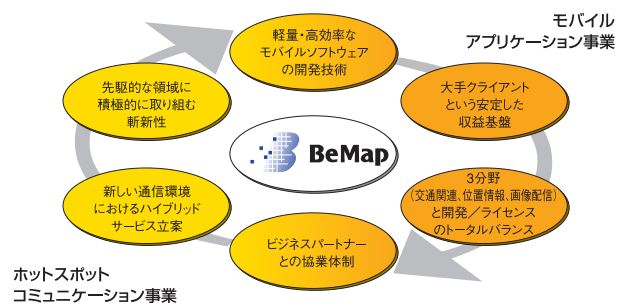 モバイル
アプリケーション事業
軽量・高効率な
モバイルソフトウェア
の開発技術
大手クライアント
という安定した
収益基盤
3分野
(交通関連、位置情報、画像配信)
と開発／ライセンス
のトータルバランス
ビジネスパートナー
との協業体制
新しい通信環境
におけるハイブリッド
サービス立案
先駆的な領域に
積極的に取り組む
斬新性
BeMap
ホットスポット
コミュニケーション事業